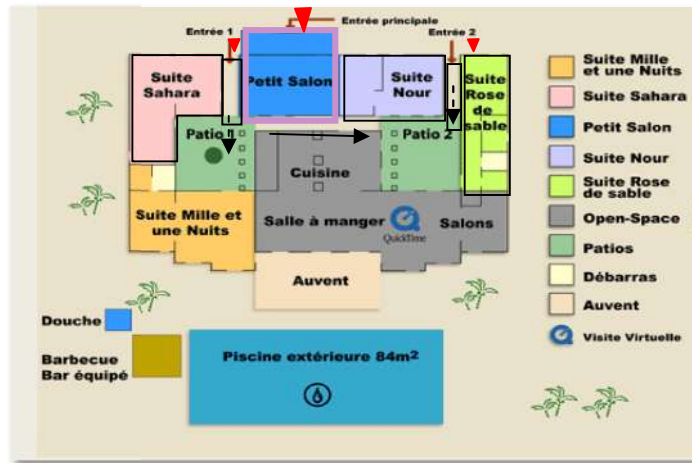 Entrée principale
Entrée 1
Entrée 2
Suite
Sahara
Petit Salon
Suite
Nour
Suite
Rose
de
sable
Patio 1
Patio 2
Cuisine
Suite Mille et
une Nuits
Salle à manger
QuickTime
Salons
Auvent
Douche
Barbecue
Bar équipé
Piscine extérieure 84m²
Suite Mille
et une Nuits
Suite Sahara
Petit Salon
Suite Nour
Suite Rose
de sable
Open-Space
Patios
Débarras
Auvent
Visite Virtuelle